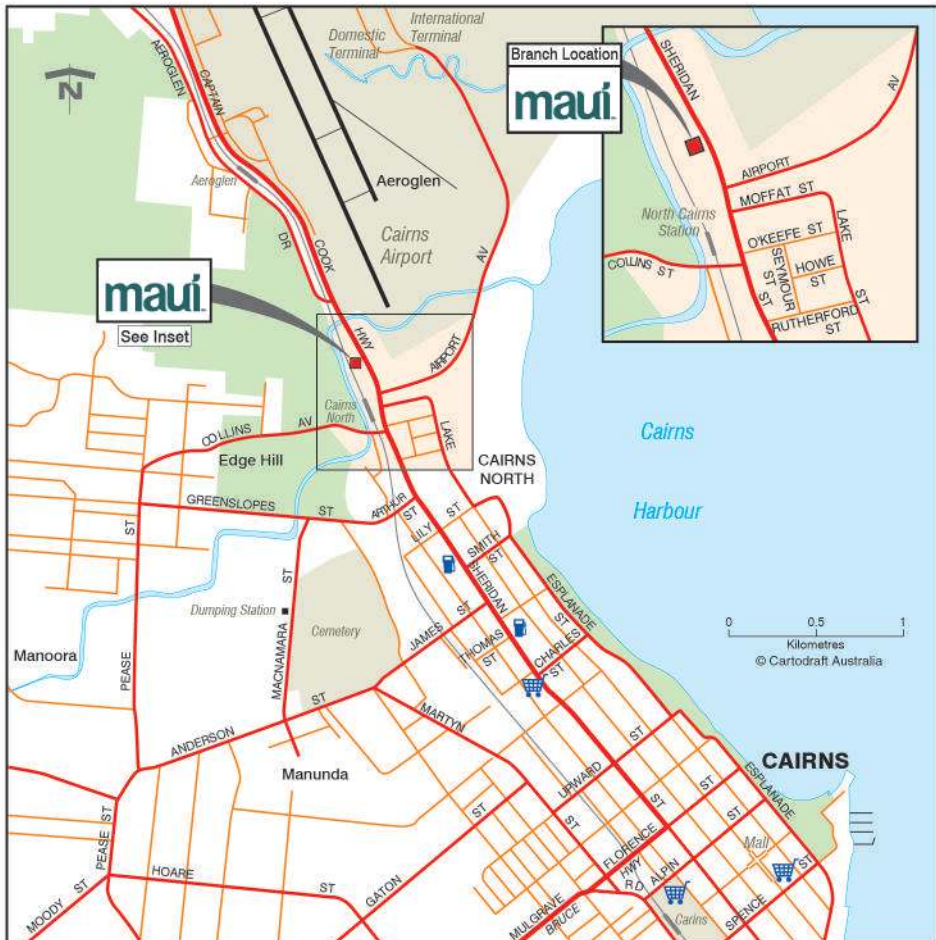 International
Terminal
Domestic
Terminal
AEROGLEN
CAPTAIN
N
Aeroglen
Aeroglen
DR
COOK
Cairns
Airport
AV
HWY
AIRPORT
maui
See Inset
Branch Location
maui
SHERIDAN
AV
AIRPORT
MOFFAT ST
North Cairns
Station
O'KEEFE ST
LAKE
COLLINS ST
SEYMOUR
ST
HOWE
ST
ST
ST
RUTHERFORD
ST
Cairns
North
COLLINS
AV
LAKE
Edge Hill
CAIRNS
NORTH
Cairns
Harbour
GREENSLOPES
ST
ARTHUR
ST
LILY
ST
SMITH
ST
ST
SHERIDAN
ESPLANADE
ST
Dumping Station
Cemetery
JAMES
ST
THOMAS
ST
CHARLES
ST
0 0.5 1
Kilometres
© Cartodraft Australia
Manoora
PEASE
ST
MACNAMARA
ST
ANDERSON
ST
MARTYN
ST
Manunda
UPWARD
ST
ST
ST
CAIRNS
ESPLANADE
PEASE ST
FLORENCE
HWY
RD
ALPIN
ST
Mall
ST
HOARE
ST
GATON
ST
MOODY
ST
MULGRAVE
BRUCE
Carins
SPENCE